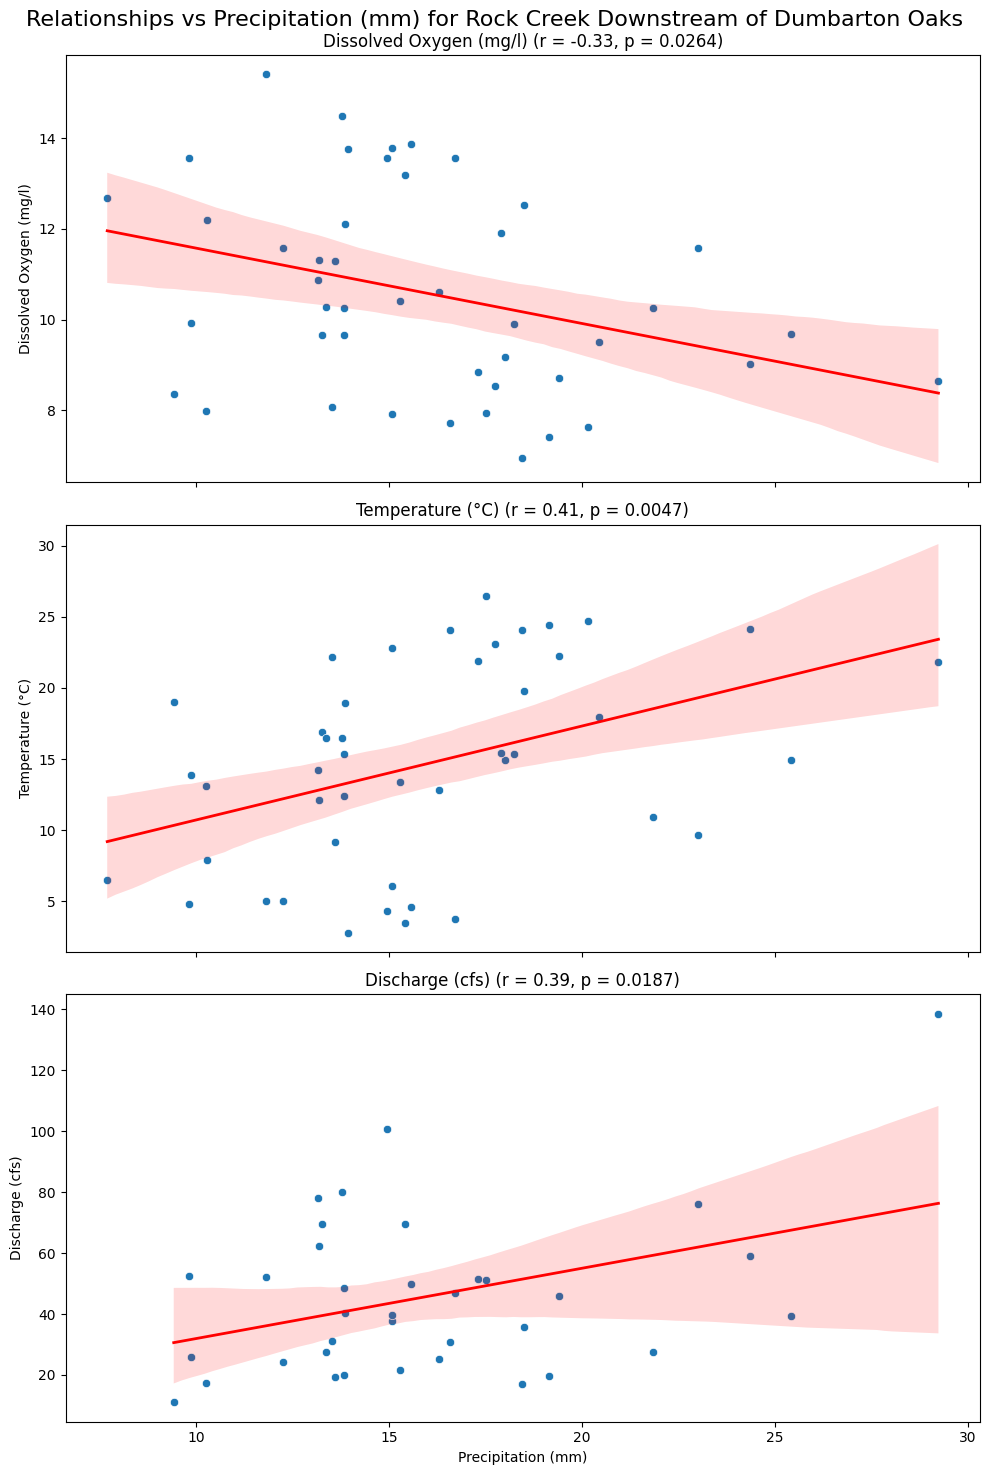 Relationships vs Precipitation (mm) for Rock Creek Downstream of Dumbarton Oaks
Dissolved Oxygen (mg/l) (r = -0.33, p = 0.0264)
Dissolved Oxygen (mg/l)
14
12
10
8
Temperature (°C) (r = 0.41, p = 0.0047)
Temperature (°C)
30
25
20
15
10
5
Discharge (cfs) (r = 0.39, p = 0.0187)
Discharge (cfs)
140
120
100
80
60
40
20
10 15 20 25 30
Precipitation (mm)